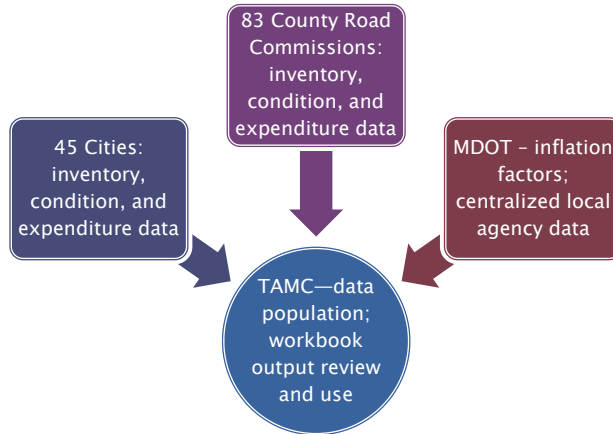 83 County Road
Commissions:
inventory,
condition, and
expenditure data
45 Cities:
inventory,
condition, and
expenditure data
MDOT – inflation
factors;
centralized local
agency data
TAMC—data
population;
workbook
output review
and use